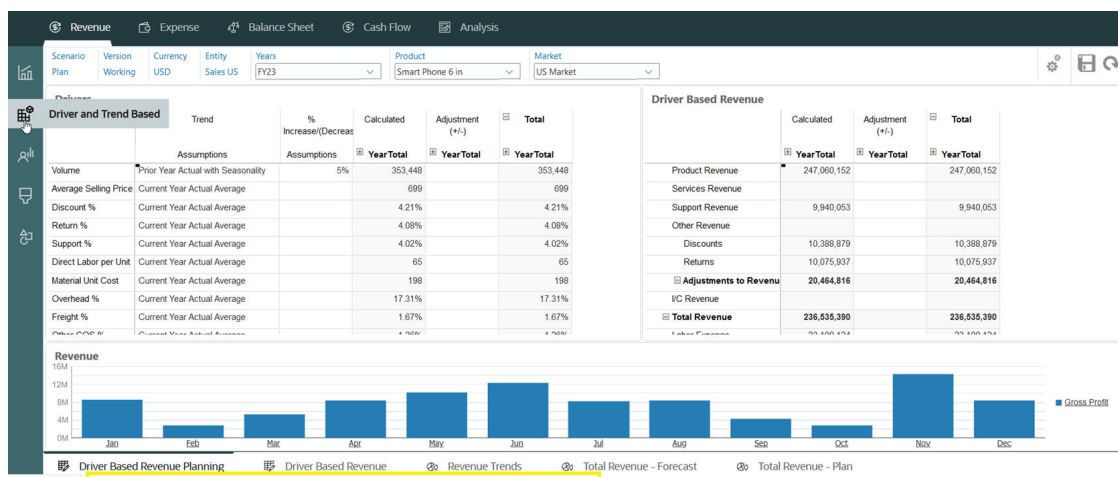 Revenue Expense Balance Sheet Cash Flow Analysis
Scenario Version Currency Entity Years Product Market
Plan Working USD Sales US FY23 Smart Phone 6 in US Market
Driver and Trend Based
Trend % Increase/(Decreas Calculated Adjustment (+/-) Total
Assumptions Assumptions YearTotal YearTotal YearTotal
Volume Prior Year Actual with Seasonality 5% 353,448 353,448
Average Selling Price Current Year Actual Average 699 699
Discount % Current Year Actual Average 4.21% 4.21%
Return % Current Year Actual Average 4.08% 4.08%
Support % Current Year Actual Average 4.02% 4.02%
Direct Labor per Unit Current Year Actual Average 65 65
Material Unit Cost Current Year Actual Average 198 198
Overhead % Current Year Actual Average 17.31% 17.31%
Freight % Current Year Actual Average 1.67% 1.67%
Driver Based Revenue
Calculated Adjustment (+/-) Total
YearTotal YearTotal YearTotal
Product Revenue 247,060,152 247,060,152
Services Revenue
Support Revenue 9,940,053 9,940,053
Other Revenue
Discounts 10,388,879 10,388,879
Returns 10,075,937 10,075,937
Adjustments to Revenu 20,464,816 20,464,816
I/C Revenue
Total Revenue 236,535,390 236,535,390
Revenue
16M
12M
8M
4M
0M
Jan Feb Mar Apr May Jun Jul Aug Sep Oct Nov Dec
Gross Profit
Driver Based Revenue Planning Driver Based Revenue Revenue Trends Total Revenue - Forecast Total Revenue - Plan